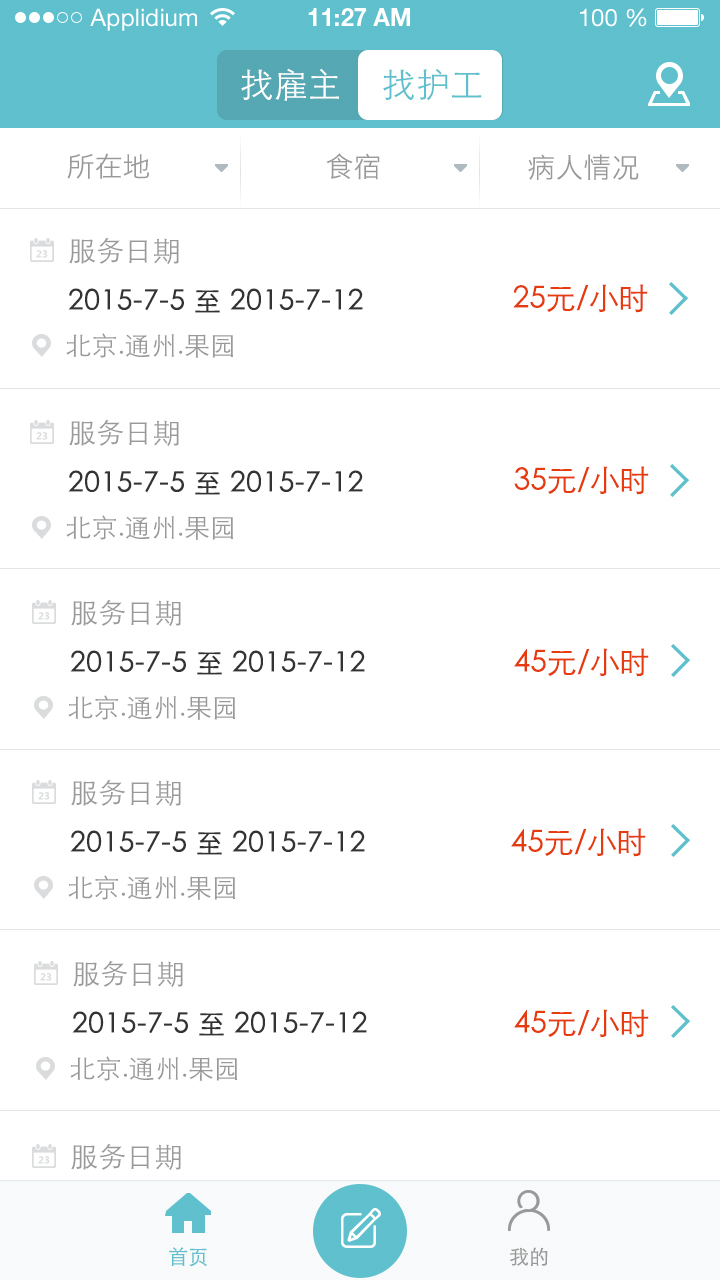 Applidium 11:27 AM 100 %
找雇主 找护工
所在地 食宿 病人情况
23 服务日期
2015-7-5 至 2015-7-12 25元/小时
北京.通州.果园
23 服务日期
2015-7-5 至 2015-7-12 35元/小时
北京.通州.果园
23 服务日期
2015-7-5 至 2015-7-12 45元/小时
北京.通州.果园
23 服务日期
2015-7-5 至 2015-7-12 45元/小时
北京.通州.果园
23 服务日期
2015-7-5 至 2015-7-12 45元/小时
北京.通州.果园
23 服务日期
首页 我的